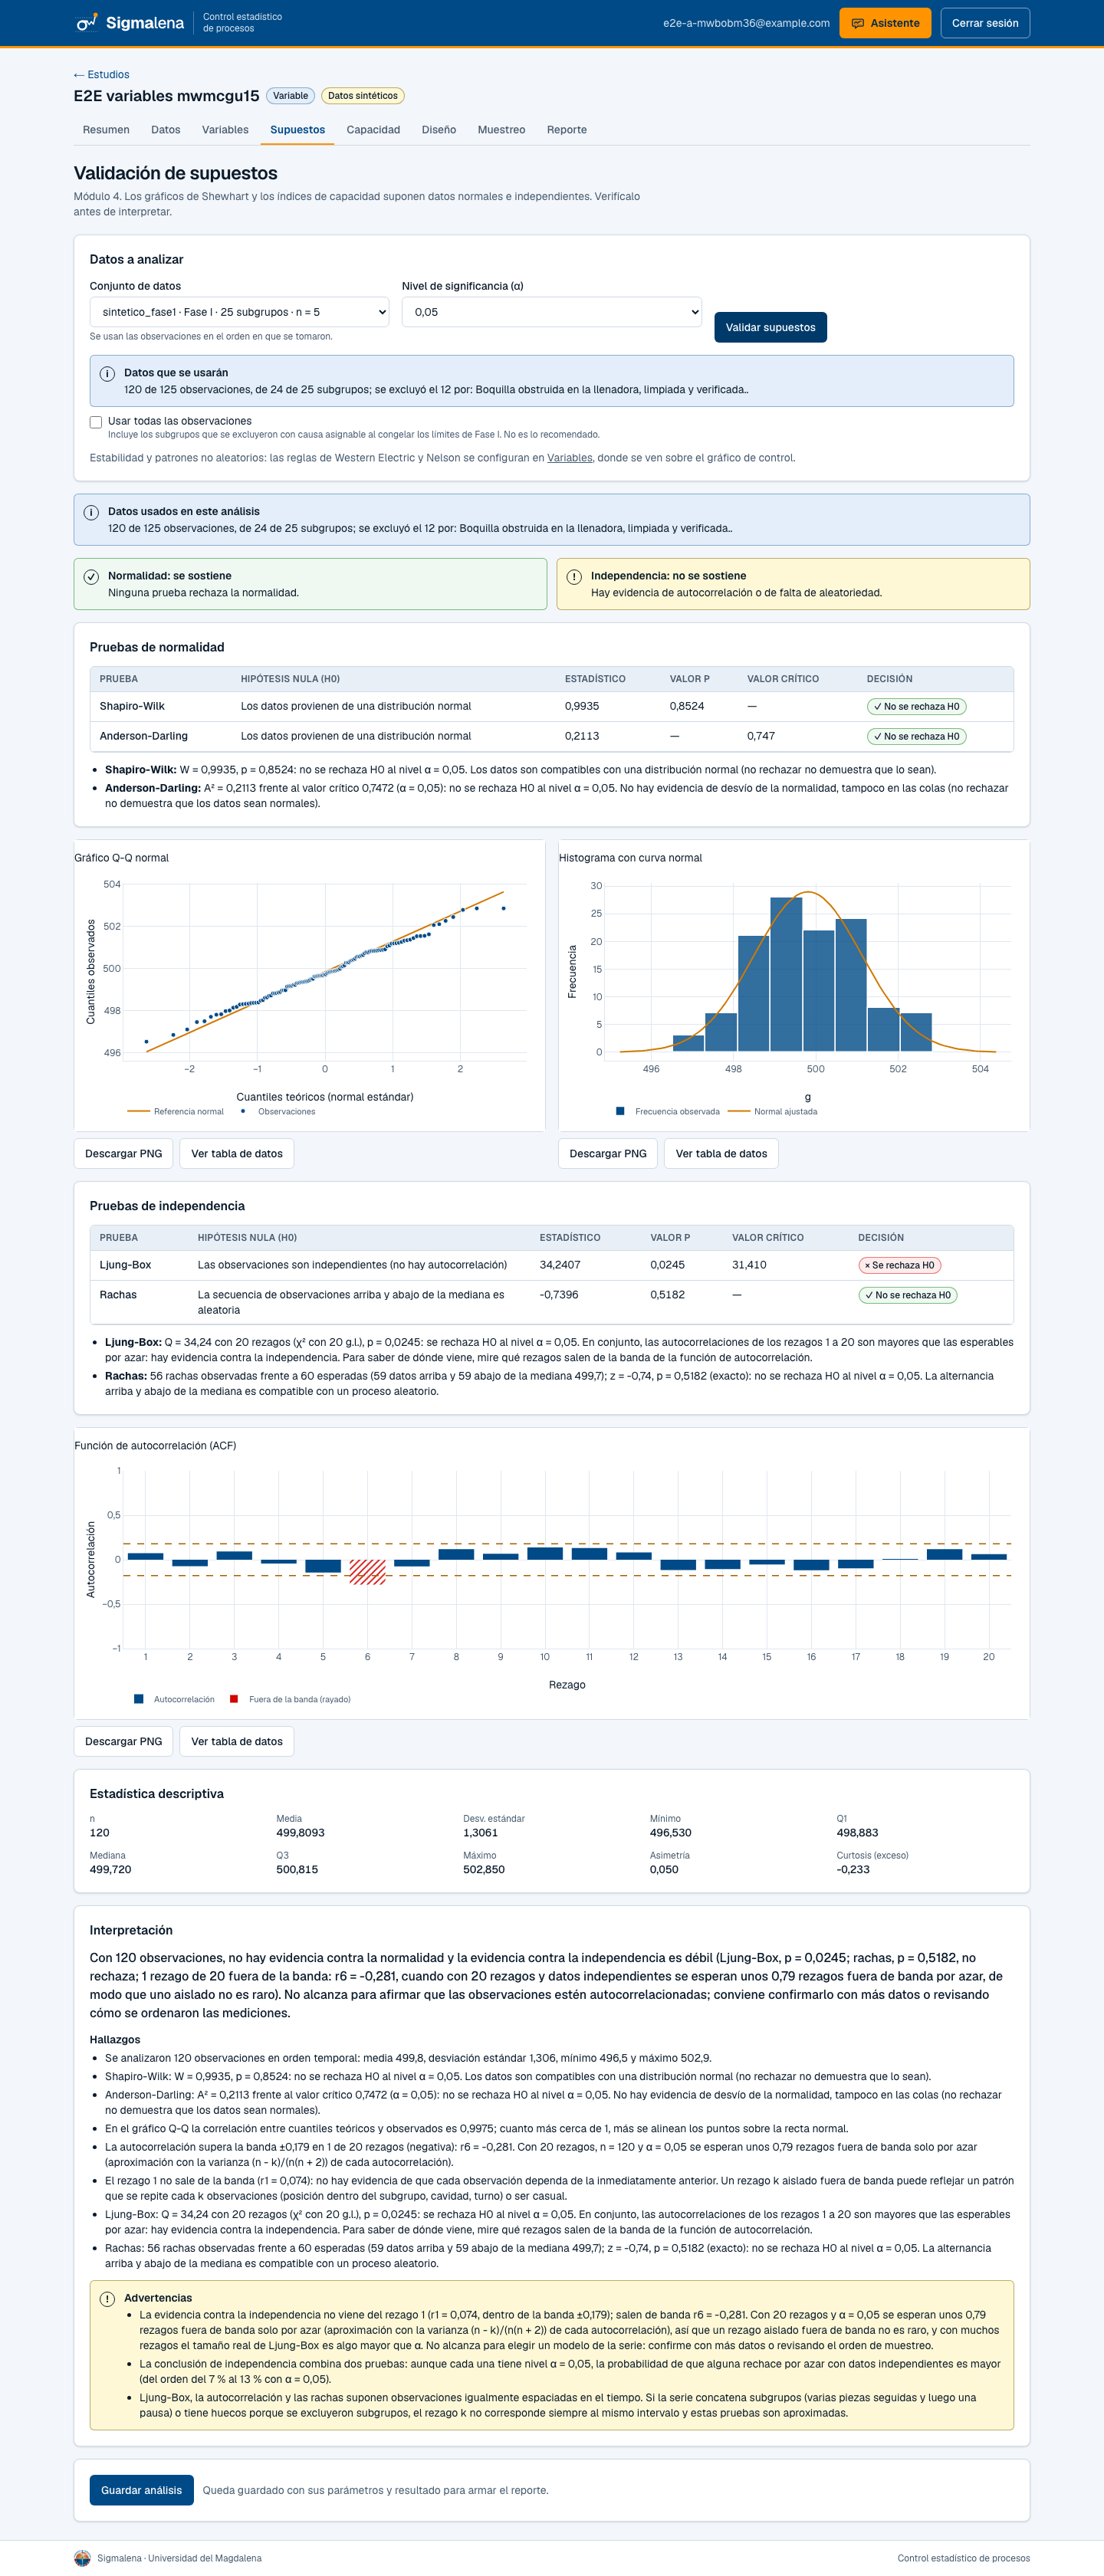 Sigmalena
Control estadístico
de procesos
e2e-a-mwbobm36@example.com
Asistente
Cerrar sesión
← Estudios
E2E variables mwmcgu15
Variable
Datos sintéticos
Resumen
Datos
Variables
Supuestos
Capacidad
Diseño
Muestreo
Reporte
Validación de supuestos
Módulo 4. Los gráficos de Shewhart y los índices de capacidad suponen datos normales e independientes. Verifícalo
antes de interpretar.
Datos a analizar
Conjunto de datos
Nivel de significancia (α)
sintetico_fase1 · Fase I · 25 subgrupos · n = 5
0,05
Validar supuestos
Se usan las observaciones en el orden en que se tomaron.
Datos que se usarán
120 de 125 observaciones, de 24 de 25 subgrupos; se excluyó el 12 por: Boquilla obstruida en la llenadora, limpiada y verificada..
Usar todas las observaciones
Incluye los subgrupos que se excluyeron con causa asignable al congelar los límites de Fase I. No es lo recomendado.
Estabilidad y patrones no aleatorios: las reglas de Western Electric y Nelson se configuran en Variables, donde se ven sobre el gráfico de control.
Datos usados en este análisis
120 de 125 observaciones, de 24 de 25 subgrupos; se excluyó el 12 por: Boquilla obstruida en la llenadora, limpiada y verificada..
Normalidad: se sostiene
Ninguna prueba rechaza la normalidad.
Independencia: no se sostiene
Hay evidencia de autocorrelación o de falta de aleatoriedad.
Pruebas de normalidad
PRUEBA HIPÓTESIS NULA (H0) ESTADÍSTICO VALOR P VALOR CRÍTICO DECISIÓN
Shapiro-Wilk Los datos provienen de una distribución normal 0,9935 0,8524 — ✓ No se rechaza H0
Anderson-Darling Los datos provienen de una distribución normal 0,2113 — 0,747 ✓ No se rechaza H0
• Shapiro-Wilk: W = 0,9935, p = 0,8524: no se rechaza H0 al nivel α = 0,05. Los datos son compatibles con una distribución normal (no rechazar no demuestra que lo sean).
• Anderson-Darling: A² = 0,2113 frente al valor crítico 0,7472 (α = 0,05): no se rechaza H0 al nivel α = 0,05. No hay evidencia de desvío de la normalidad, tampoco en las colas (no rechazar
no demuestra que los datos sean normales).
Gráfico Q-Q normal
504
502
500
498
496
Cuantiles observados
−2 −1 0 1 2
Cuantiles teóricos (normal estándar)
Referencia normal
Observaciones
Histograma con curva normal
30
25
20
15
10
5
0
Frecuencia
496 498 500 502 504
g
Frecuencia observada
Normal ajustada
Descargar PNG
Ver tabla de datos
Descargar PNG
Ver tabla de datos
Pruebas de independencia
PRUEBA HIPÓTESIS NULA (H0) ESTADÍSTICO VALOR P VALOR CRÍTICO DECISIÓN
Ljung-Box Las observaciones son independientes (no hay autocorrelación) 34,2407 0,0245 31,410 × Se rechaza H0
Rachas La secuencia de observaciones arriba y abajo de la mediana es -0,7396 0,5182 — ✓ No se rechaza H0
aleatoria
• Ljung-Box: Q = 34,24 con 20 rezagos (χ² con 20 g.l.), p = 0,0245: se rechaza H0 al nivel α = 0,05. En conjunto, las autocorrelaciones de los rezagos 1 a 20 son mayores que las esperables
por azar: hay evidencia contra la independencia. Para saber de dónde viene, mire qué rezagos salen de la banda de la función de autocorrelación.
• Rachas: 56 rachas observadas frente a 60 esperadas (59 datos arriba y 59 abajo de la mediana 499,7); z = -0,74, p = 0,5182 (exacto): no se rechaza H0 al nivel α = 0,05. La alternancia
arriba y abajo de la mediana es compatible con un proceso aleatorio.
Función de autocorrelación (ACF)
1
0,5
0
−0,5
−1
Autocorrelación
1 2 3 4 5 6 7 8 9 10 11 12 13 14 15 16 17 18 19 20
Rezago
Autocorrelación
Fuera de la banda (rayado)
Descargar PNG
Ver tabla de datos
Estadística descriptiva
n Media Desv. estándar Mínimo Q1
120 499,8093 1,3061 496,530 498,883
Mediana Q3 Máximo Asimetría Curtosis (exceso)
499,720 500,815 502,850 0,050 -0,233
Interpretación
Con 120 observaciones, no hay evidencia contra la normalidad y la evidencia contra la independencia es débil (Ljung-Box, p = 0,0245; rachas, p = 0,5182, no
rechaza; 1 rezago de 20 fuera de la banda: r6 = -0,281, cuando con 20 rezagos y datos independientes se esperan unos 0,79 rezagos fuera de banda por azar, de
modo que uno aislado no es raro). No alcanza para afirmar que las observaciones estén autocorrelacionadas; conviene confirmarlo con más datos o revisando
cómo se ordenaron las mediciones.
Hallazgos
• Se analizaron 120 observaciones en orden temporal: media 499,8, desviación estándar 1,306, mínimo 496,5 y máximo 502,9.
• Shapiro-Wilk: W = 0,9935, p = 0,8524: no se rechaza H0 al nivel α = 0,05. Los datos son compatibles con una distribución normal (no rechazar no demuestra que lo sean).
• Anderson-Darling: A² = 0,2113 frente al valor crítico 0,7472 (α = 0,05): no se rechaza H0 al nivel α = 0,05. No hay evidencia de desvío de la normalidad, tampoco en las colas (no rechazar
no demuestra que los datos sean normales).
• En el gráfico Q-Q la correlación entre cuantiles teóricos y observados es 0,9975; cuanto más cerca de 1, más se alinean los puntos sobre la recta normal.
• La autocorrelación supera la banda ±0,179 en 1 de 20 rezagos (negativa): r6 = -0,281. Con 20 rezagos, n = 120 y α = 0,05 se esperan unos 0,79 rezagos fuera de banda solo por azar
(aproximación con la varianza (n - k)/(n(n + 2)) de cada autocorrelación).
• El rezago 1 no sale de la banda (r1 = 0,074): no hay evidencia de que cada observación dependa de la inmediatamente anterior. Un rezago k aislado fuera de banda puede reflejar un patrón
que se repite cada k observaciones (posición dentro del subgrupo, cavidad, turno) o ser casual.
• Ljung-Box: Q = 34,24 con 20 rezagos (χ² con 20 g.l.), p = 0,0245: se rechaza H0 al nivel α = 0,05. En conjunto, las autocorrelaciones de los rezagos 1 a 20 son mayores que las esperables
por azar: hay evidencia contra la independencia. Para saber de dónde viene, mire qué rezagos salen de la banda de la función de autocorrelación.
• Rachas: 56 rachas observadas frente a 60 esperadas (59 datos arriba y 59 abajo de la mediana 499,7); z = -0,74, p = 0,5182 (exacto): no se rechaza H0 al nivel α = 0,05. La alternancia
arriba y abajo de la mediana es compatible con un proceso aleatorio.
Advertencias
• La evidencia contra la independencia no viene del rezago 1 (r1 = 0,074, dentro de la banda ±0,179); salen de banda r6 = -0,281. Con 20 rezagos y α = 0,05 se esperan unos 0,79
rezagos fuera de banda solo por azar (aproximación con la varianza (n - k)/(n(n + 2)) de cada autocorrelación), así que un rezago aislado fuera de banda no es raro, y con muchos
rezagos el tamaño real de Ljung-Box es algo mayor que α. No alcanza para elegir un modelo de la serie: confirme con más datos o revisando el orden de muestreo.
• La conclusión de independencia combina dos pruebas: aunque cada una tiene nivel α = 0,05, la probabilidad de que alguna rechace por azar con datos independientes es mayor
(del orden del 7 % al 13 % con α = 0,05).
• Ljung-Box, la autocorrelación y las rachas suponen observaciones igualmente espaciadas en el tiempo. Si la serie concatena subgrupos (varias piezas seguidas y luego una
pausa) o tiene huecos porque se excluyeron subgrupos, el rezago k no corresponde siempre al mismo intervalo y estas pruebas son aproximadas.
Guardar análisis
Queda guardado con sus parámetros y resultado para armar el reporte.
Sigmalena · Universidad del Magdalena
Control estadístico de procesos